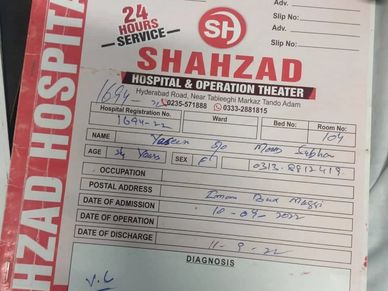 Adv.
Slip No:
24
HOURS
SERVICE
SH
Adv.
Slip No:
SHAHZAD
HOSPITAL & OPERATION THEATER
Hyderabad Road, Near Tableeghi Markaz Tando Adam
0235-571888 0333-2881815
1694
Hospital Registration No. Ward Bed No: Room No:
1694-22 104
NAME
AGE 34 Years SEX F 0313-8912419
OCCUPATION
POSTAL ADDRESS
DATE OF ADMISSION 10-09-2022
DATE OF OPERATION
DATE OF DISCHARGE 11-9-22
DIAGNOSIS
HZAD HOSPITA